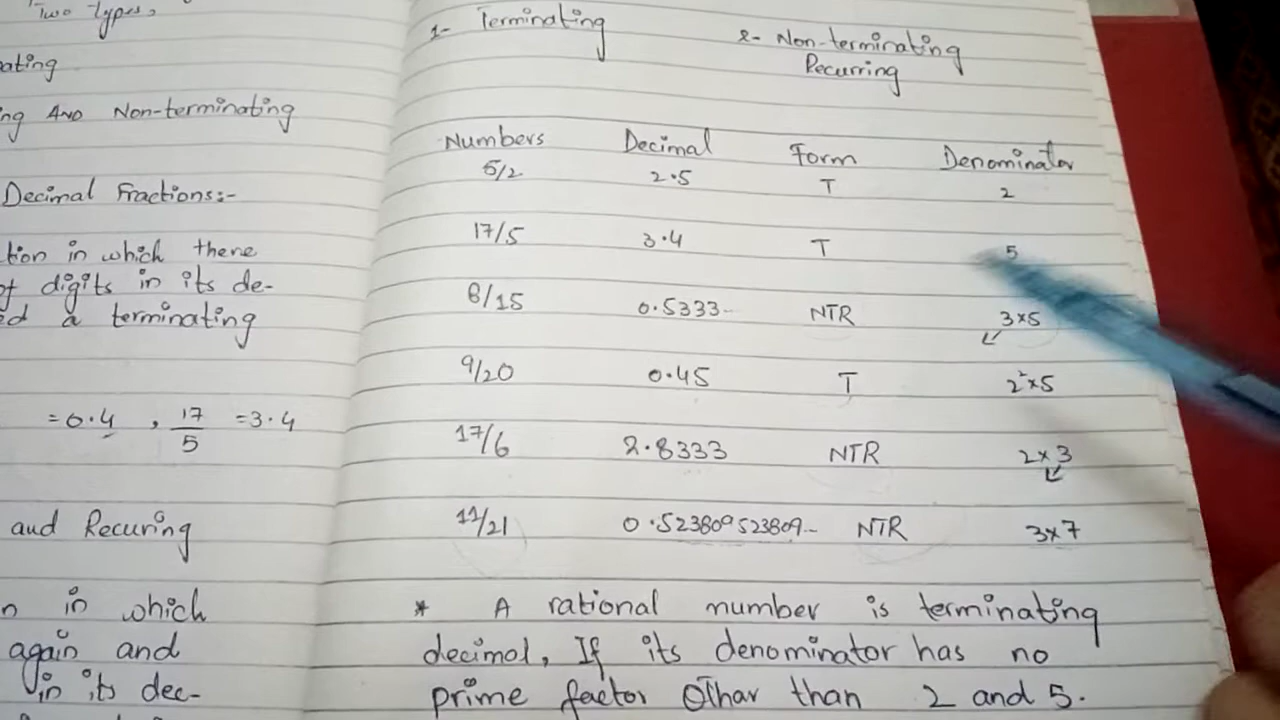 Two types,
ating
ng AND Non-terminating
Decimal Fractions:-
tion in which there
of digits in its de-
ed a terminating
=0.4 , 17/5 =3.4
and Recuring
n in which
again and
in its dec-
1- Terminating
2- Non-terminating
Recurring
Numbers Decimal Form Denominator
5/2 2.5 T 2
17/5 3.4 T 5
8/15 0.5333-- NTR 3×5
9/20 0.45 T 2²×5
17/6 2.8333 NTR 2×3
11/21 0.523809523809-- NTR 3×7
* A rational number is terminating
decimal, If its denominator has no
prime factor Othar than 2 and 5.